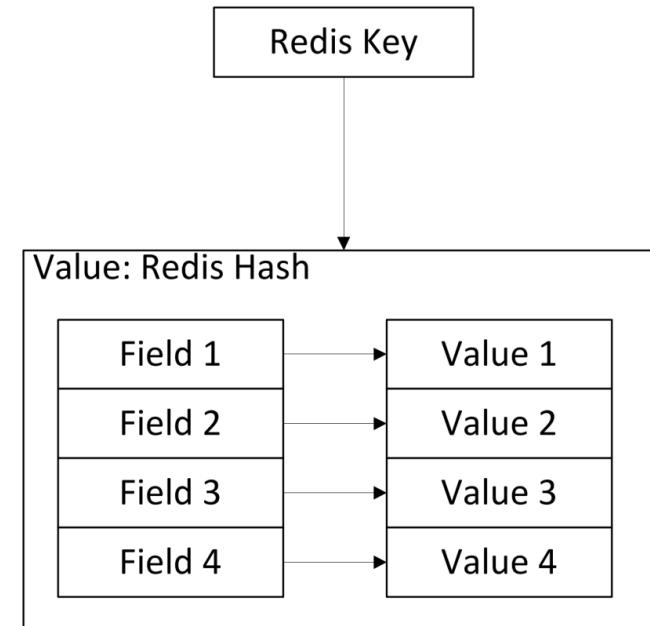 Redis Key
Value: Redis Hash
Field 1
Value 1
Field 2
Value 2
Field 3
Value 3
Field 4
Value 4